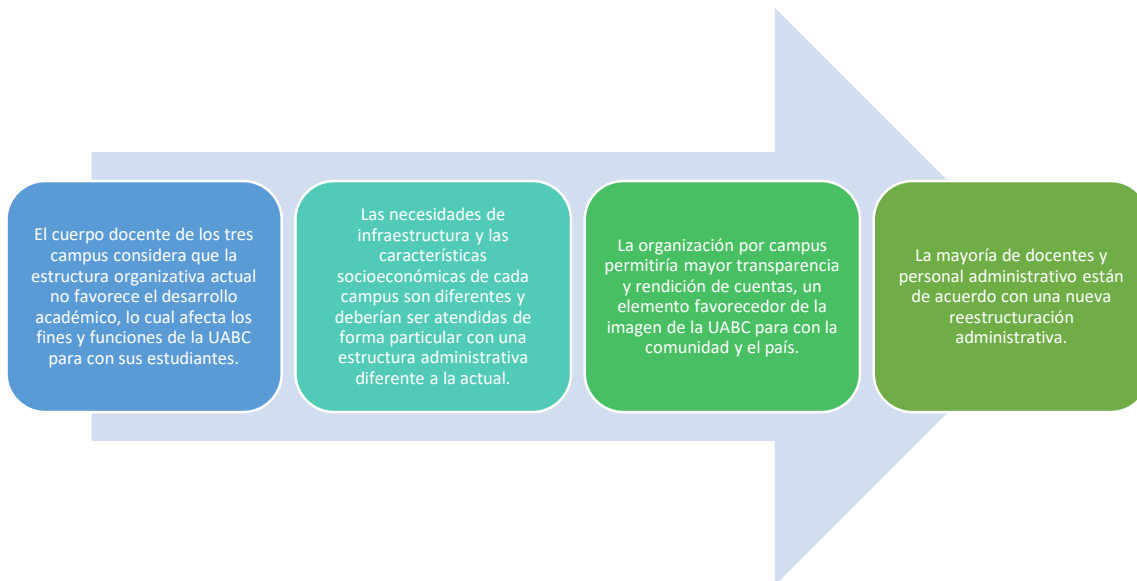 El cuerpo docente de los tres
campus considera que la
estructura organizativa actual
no favorece el desarrollo
académico, lo cual afecta los
fines y funciones de la UABC
para con sus estudiantes.
Las necesidades de
infraestructura y las
características
socioeconómicas de cada
campus son diferentes y
deberían ser atendidas de
forma particular con una
estructura administrativa
diferente a la actual.
La organización por campus
permitiría mayor transparencia
y rendición de cuentas, un
elemento favorecedor de la
imagen de la UABC para con la
comunidad y el país.
La mayoría de docentes y
personal administrativo están
de acuerdo con una nueva
reestructuración
administrativa.